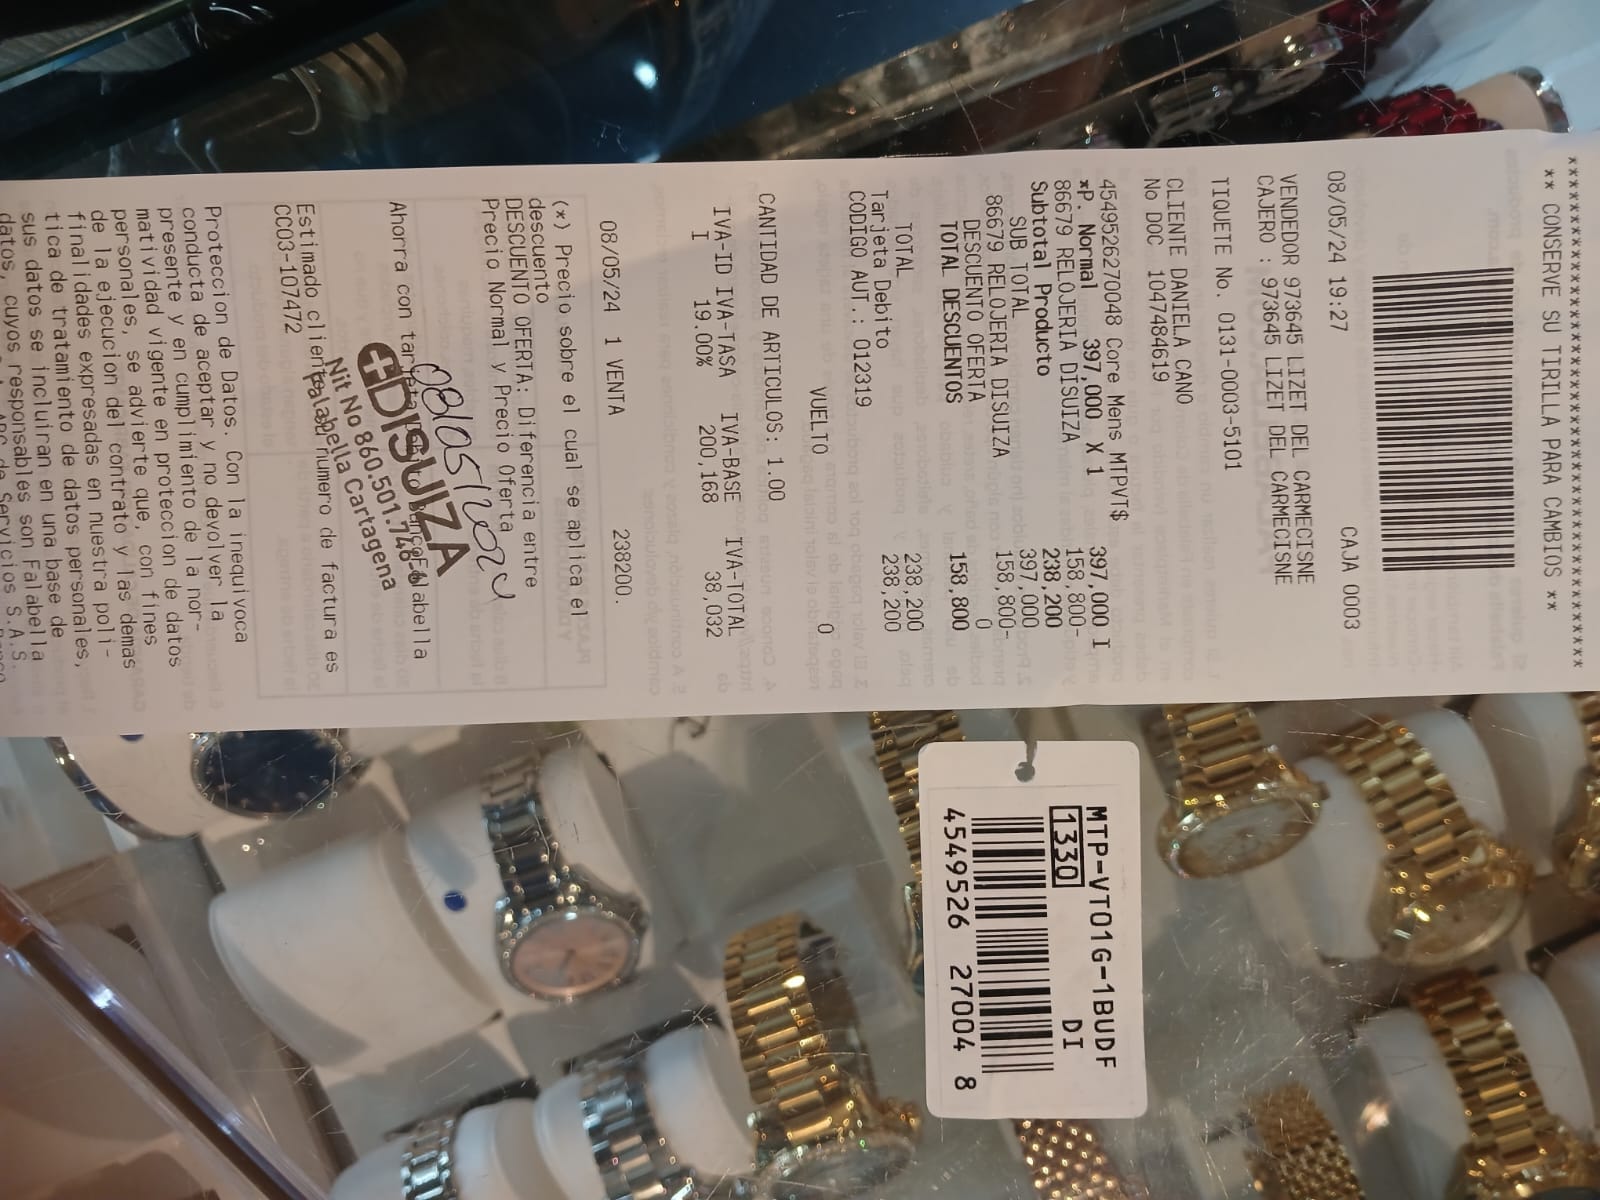 ************************************
** CONSERVE SU TIRILLA PARA CAMBIOS **
08/05/24 19:27 CAJA 0003
VENDEDOR 973645 LIZET DEL CARMECISNE
CAJERO : 973645 LIZET DEL CARMECISNE
TIQUETE No. 0131-0003-5101
CLIENTE DANIELA CANO
No DOC 1047484619
4549526270048 Core Mens MTPVT$ 397,000 I
*P. Normal 397,000 X 1
86679 RELOJERIA DISUIZA 158,800-
Subtotal Producto 238,200
SUB TOTAL 397,000
86679 RELOJERIA DISUIZA 158,800-
DESCUENTO OFERTA 0
TOTAL DESCUENTOS 158,800
TOTAL 238,200
Tarjeta Debito 238,200
CODIGO AUT.: 012319
VUELTO 0
CANTIDAD DE ARTICULOS: 1.00
IVA-ID IVA-TASA IVA-BASE IVA-TOTAL
I 19.00% 200,168 38,032
08/05/24 1 VENTA 238200.
(*) Precio sobre el cual se aplica el
descuento
DESCUENTO OFERTA: Diferencia entre
Precio Normal y Precio Oferta
08/05/2024
Ahorra con tarjeta Falabella
DISUIZA
Nit No 860.501.748-6
Falabella Cartagena
Estimado cliente numero de factura es
CC03-107472
Proteccion de Datos. Con la inequivoca
conducta de aceptar y no devolver la
presente y en cumplimiento de la nor-
matividad vigente en proteccion de datos
personales, se advierte que, con fines
de la ejecucion del contrato y las demas
finalidades expresadas en nuestra poli-
tica de tratamiento de datos personales,
sus datos se incluiran en una base de
datos, cuyos responsables son Falabella
de Servicios S.A.S.
MTP-VT01G-1BUDF
1330 DI
4549526 27004 8